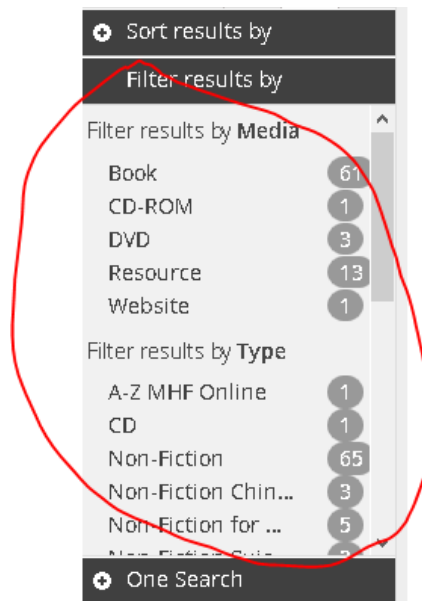 Sort results by
Filter results by
Filter results by Media
Book 61
CD-ROM 1
DVD 3
Resource 13
Website 1
Filter results by Type
A-Z MHF Online 1
CD 1
Non-Fiction 65
Non-Fiction Chin... 3
Non-Fiction for ... 5
Non-Fiction
One Search